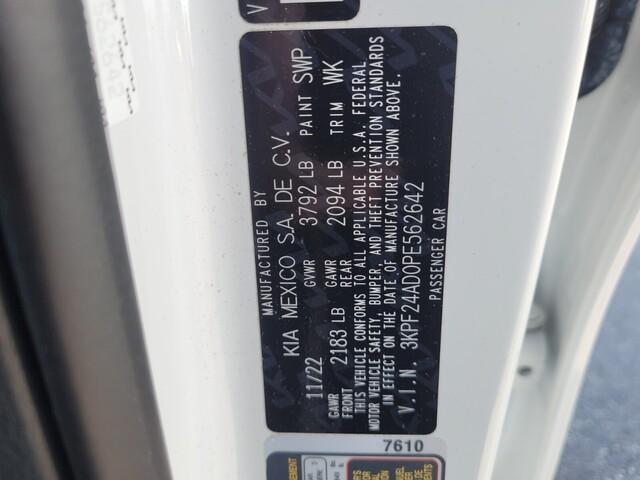 MANUFACTURED BY
KIA MEXICO S.A. DE C.V.
11/22 GVWR 3792 LB PAINT SWP
GAWR FRONT 2183 LB GAWR REAR 2094 LB TRIM WK
THIS VEHICLE CONFORMS TO ALL APPLICABLE U.S.A. FEDERAL
MOTOR VEHICLE SAFETY, BUMPER, AND THEFT PREVENTION STANDARDS
IN EFFECT ON THE DATE OF MANUFACTURE SHOWN ABOVE.
V.I.N. 3KPF24AD0PE562642
PASSENGER CAR
7610